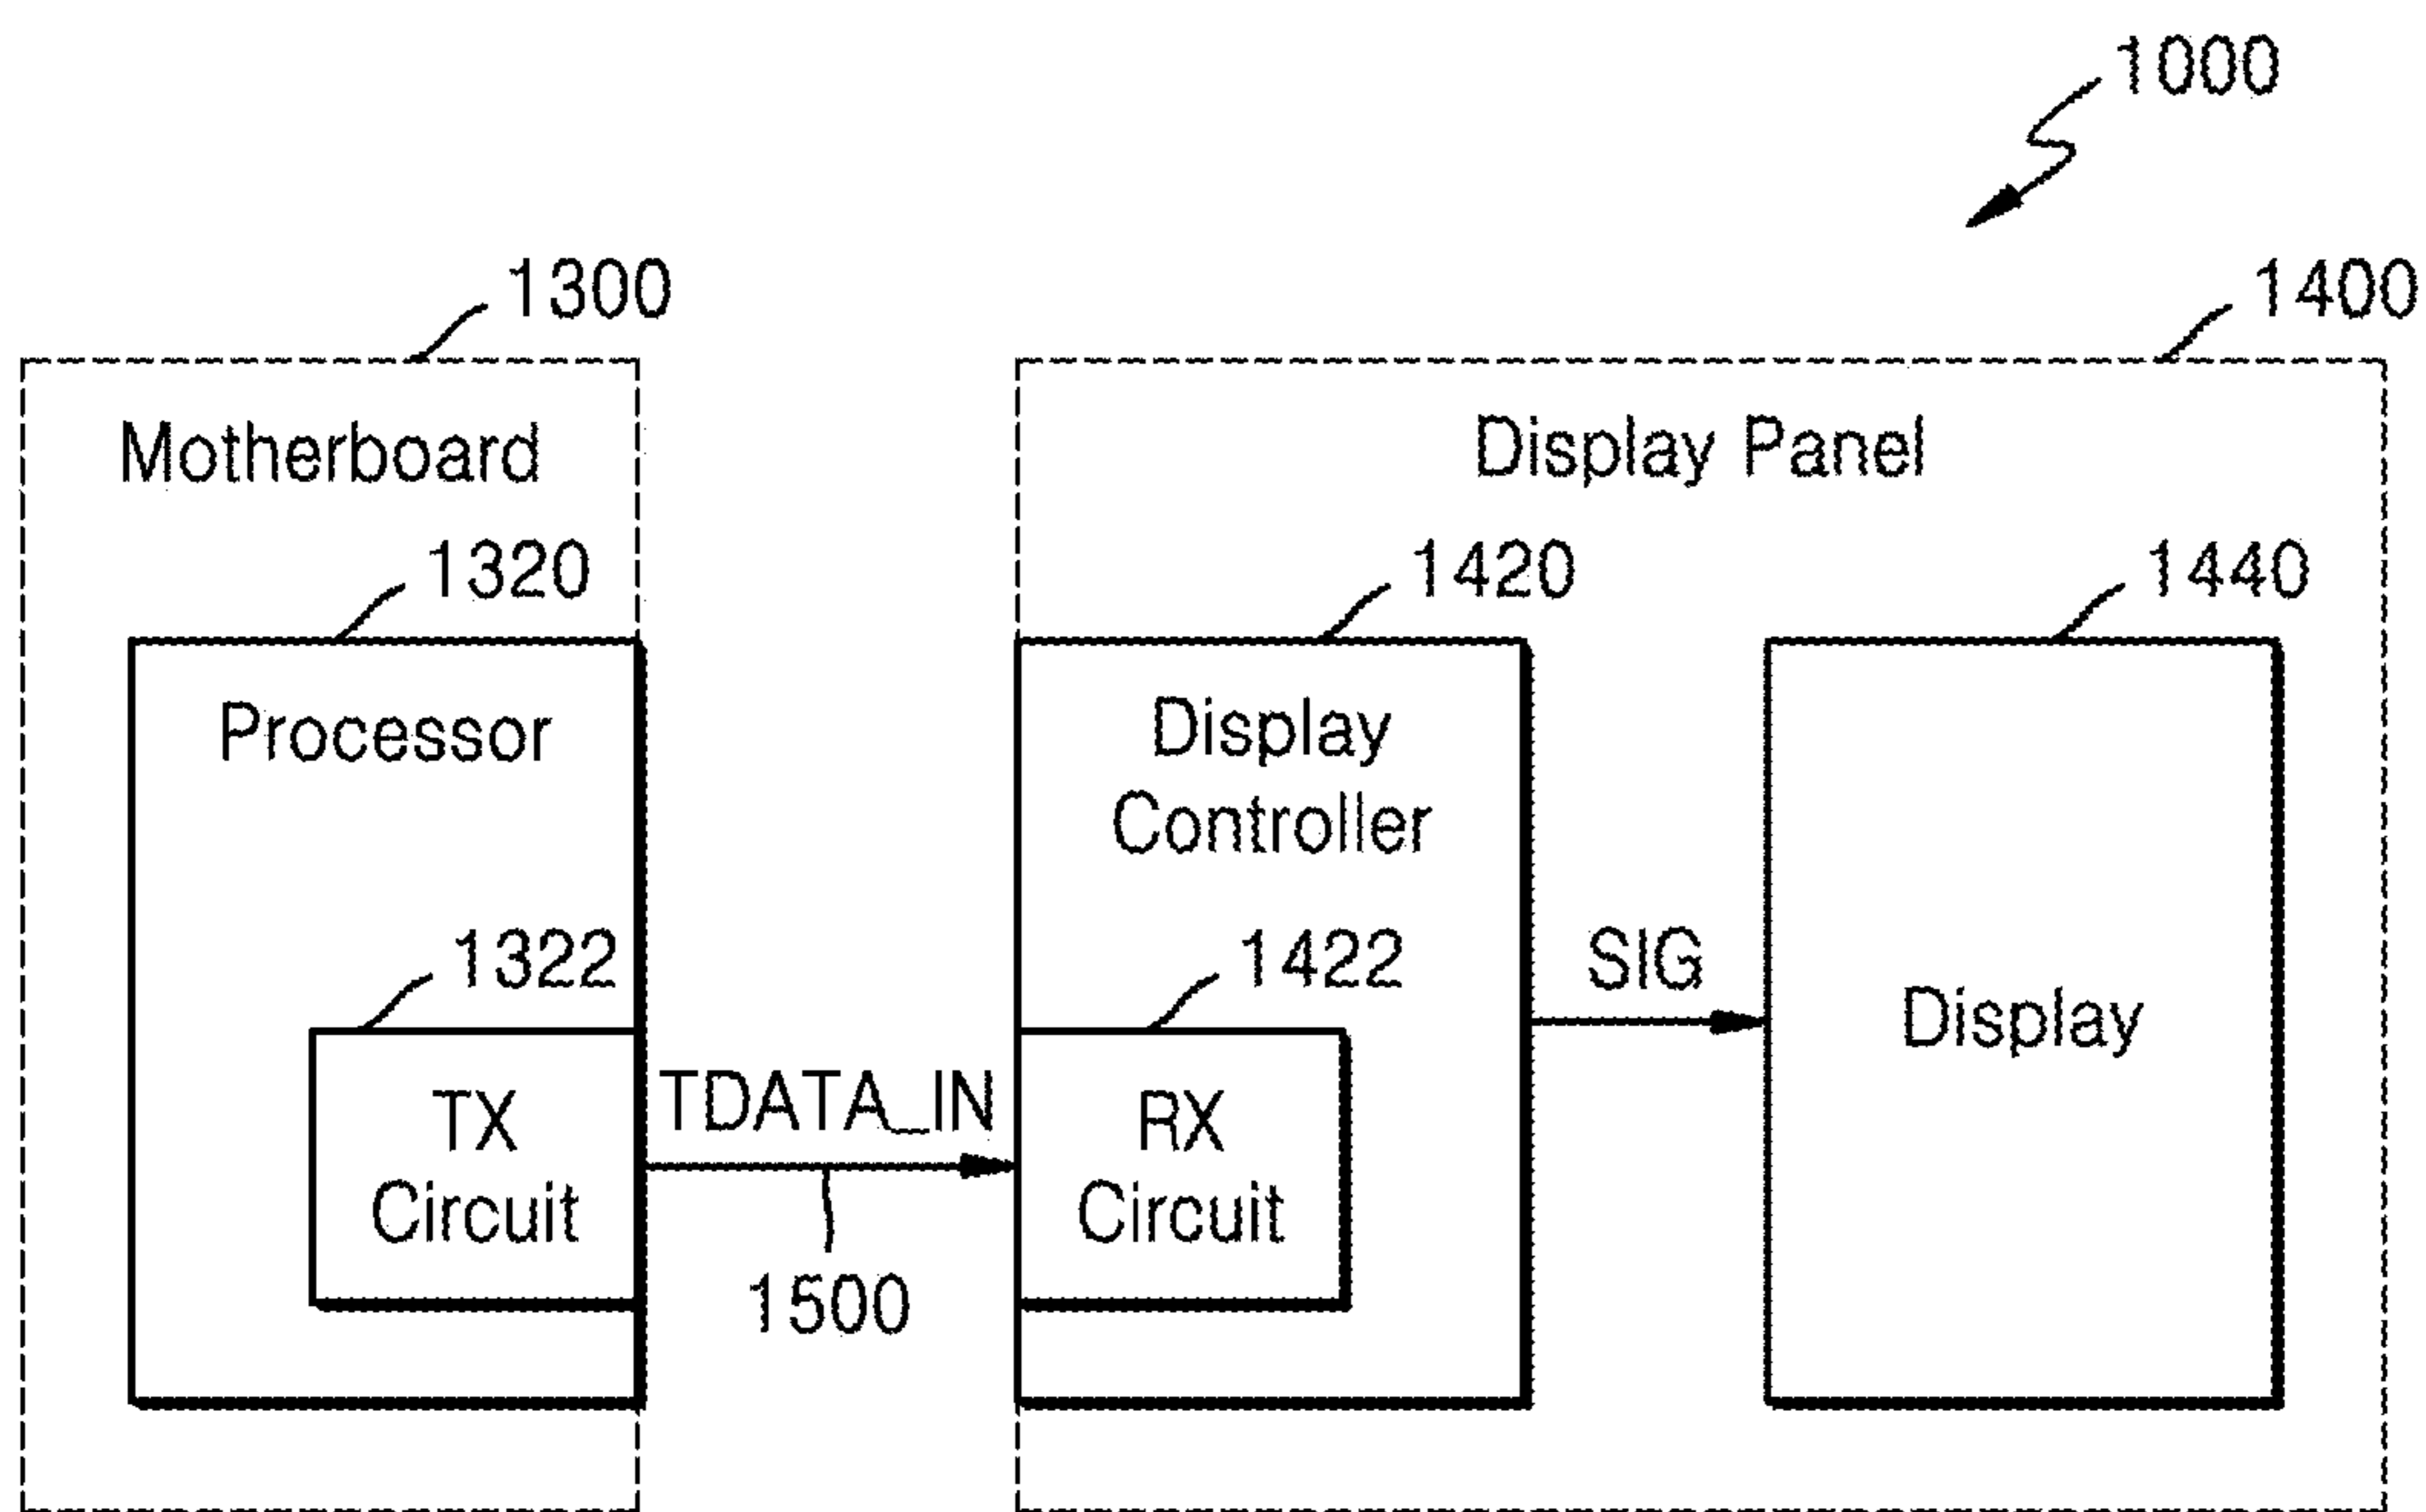 1000
1300
1400
Motherboard
Display Panel
1320
1420
1440
Processor
Display
Controller
1322
1422
SIG
Display
TX
Circuit
TDATA_IN
RX
Circuit
1500